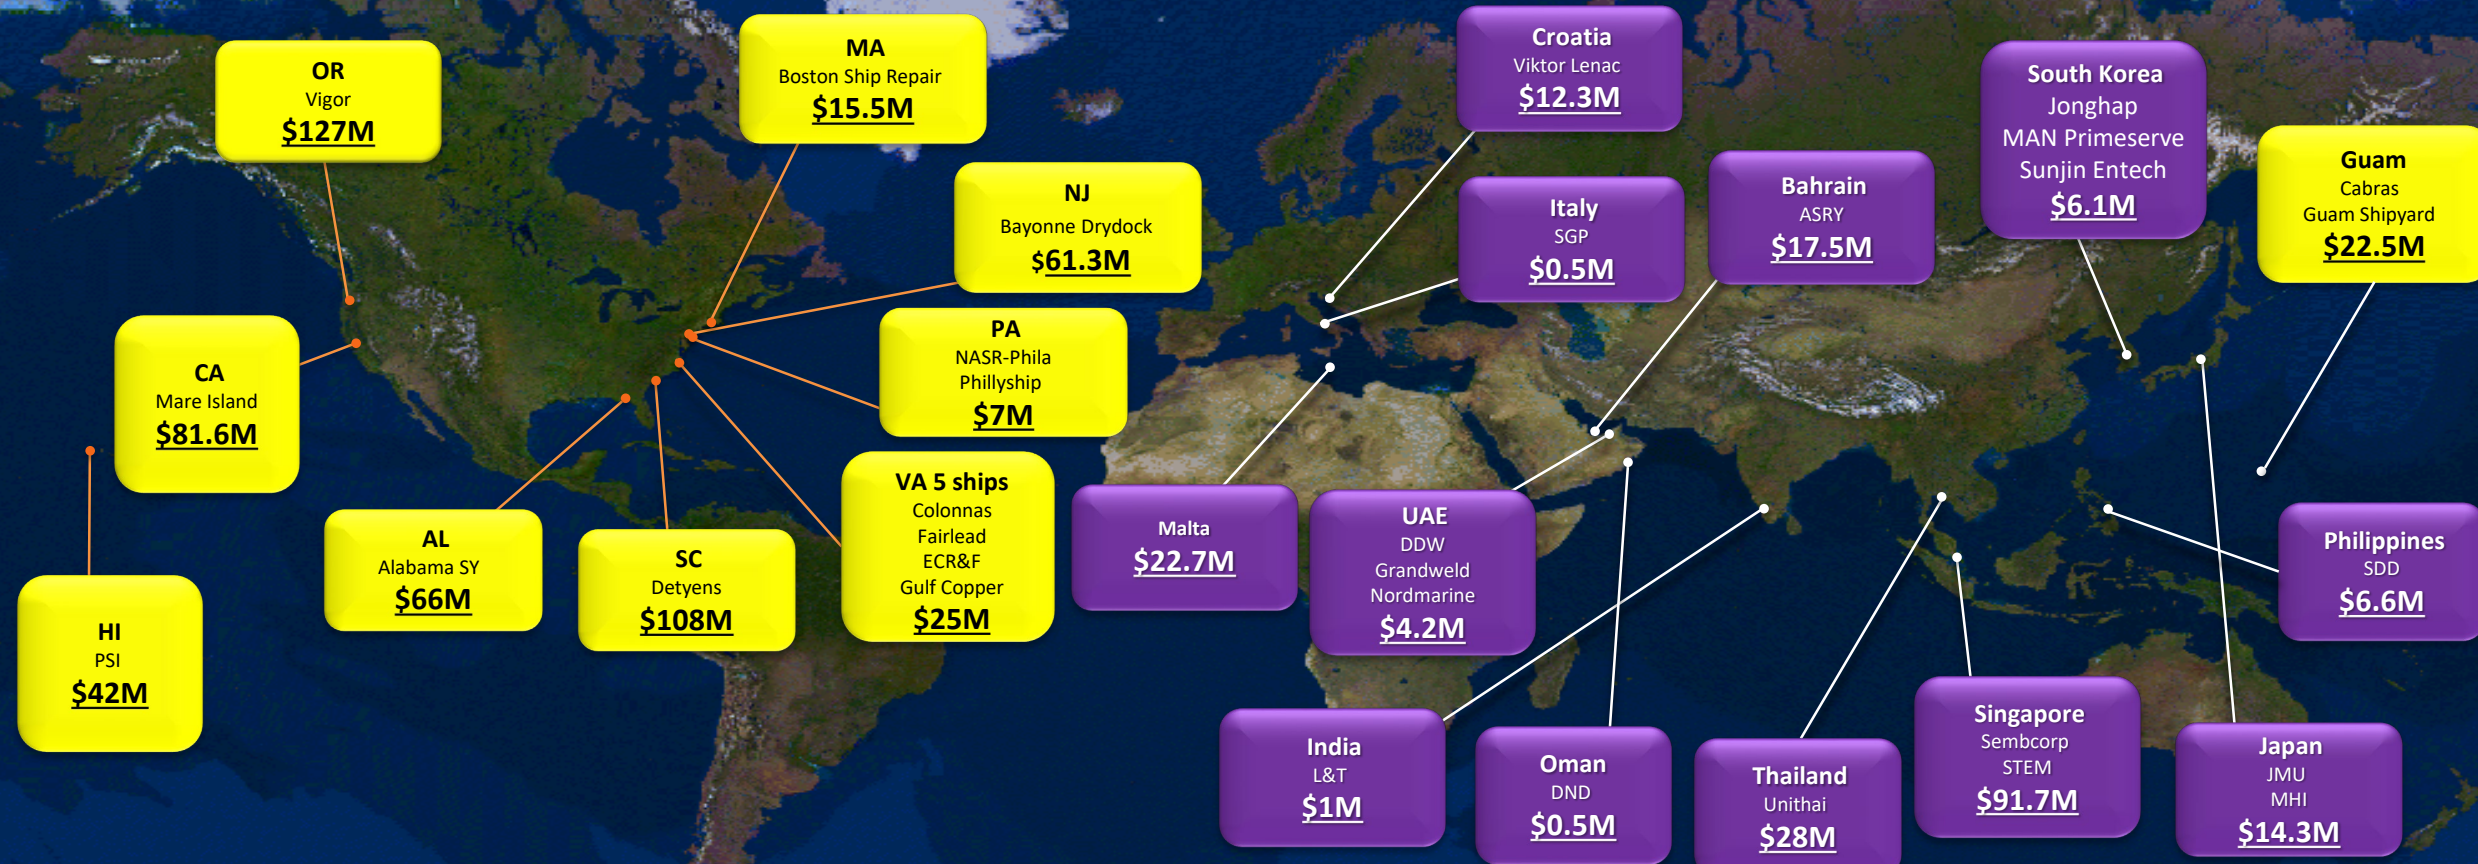 OR
Vigor
$127M
MA
Boston Ship Repair
$15.5M
NJ
Bayonne Drydock
$61.3M
PA
NASR-Phila
Phillyship
$7M
CA
Mare Island
$81.6M
VA 5 ships
Colonnas
Fairlead
ECR&F
Gulf Copper
$25M
AL
Alabama SY
$66M
SC
Detyens
$108M
HI
PSI
$42M
Croatia
Viktor Lenac
$12.3M
Italy
SGP
$0.5M
Bahrain
ASRY
$17.5M
South Korea
Jonghap
MAN Primeserve
Sunjin Entech
$6.1M
Guam
Cabras
Guam Shipyard
$22.5M
Malta
$22.7M
UAE
DDW
Grandweld
Nordmarine
$4.2M
Philippines
SDD
$6.6M
India
L&T
$1M
Oman
DND
$0.5M
Thailand
Unithai
$28M
Singapore
Sembcorp
STEM
$91.7M
Japan
JMU
MHI
$14.3M